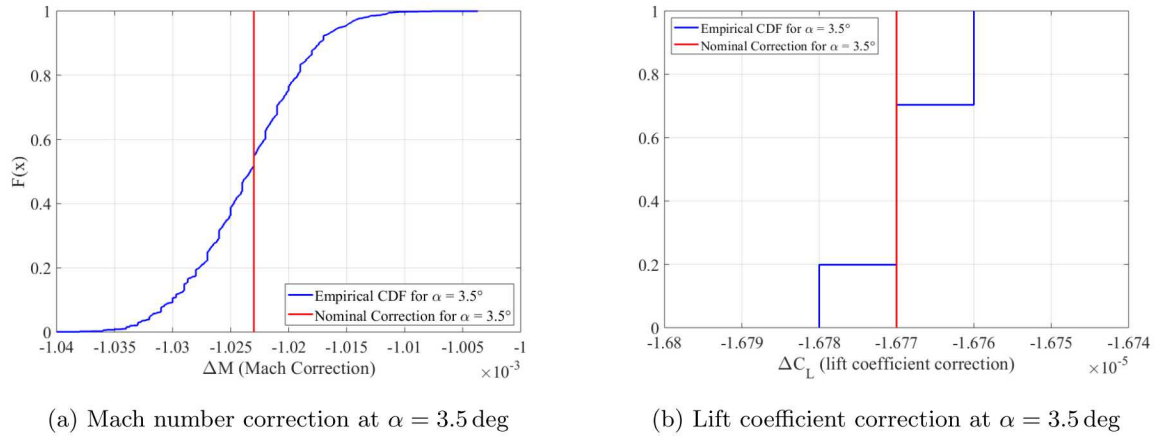 1
0.8
0.6
0.4
0.2
0
F(x)
Empirical CDF for α = 3.5°
Nominal Correction for α = 3.5°
-1.04 -1.035 -1.03 -1.025 -1.02 -1.015 -1.01 -1.005 -1
ΔM (Mach Correction)
×10⁻³
(a) Mach number correction at α = 3.5 deg
1
0.8
0.6
0.4
0.2
0
Empirical CDF for α = 3.5°
Nominal Correction for α = 3.5°
-1.68 -1.679 -1.678 -1.677 -1.676 -1.675 -1.674
ΔC_L (lift coefficient correction)
×10⁻⁵
(b) Lift coefficient correction at α = 3.5 deg